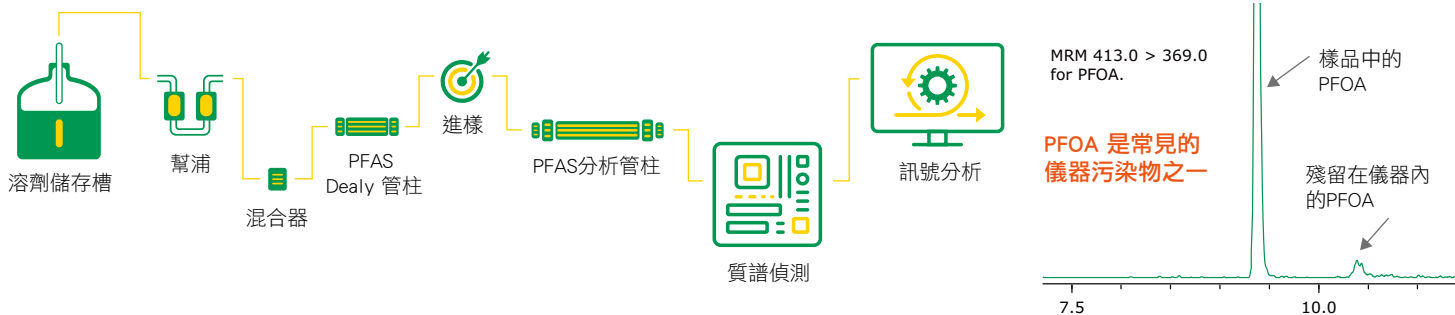 溶劑儲存槽
幫浦
混合器
PFAS
Dealy 管柱
進樣
PFAS分析管柱
質譜偵測
訊號分析
MRM 413.0 > 369.0
for PFOA.
PFOA 是常見的
儀器污染物之一
樣品中的
PFOA
殘留在儀器內
的PFOA
7.5
10.0